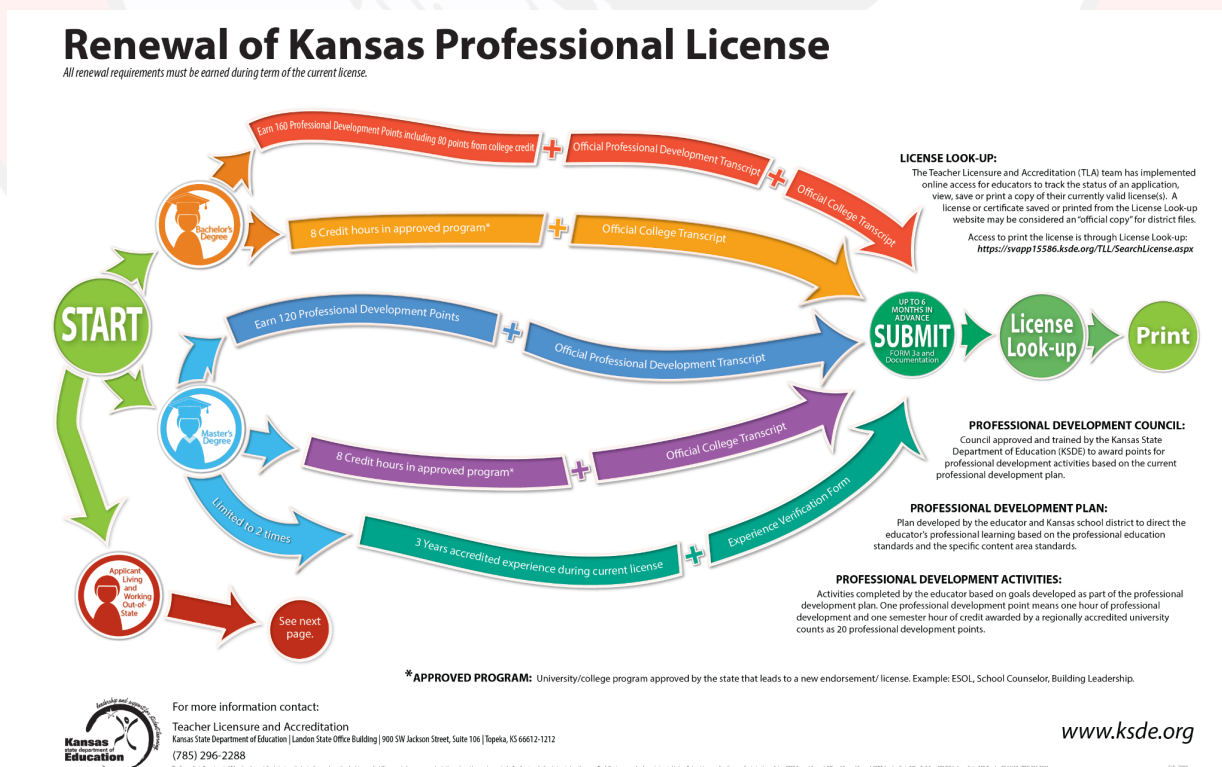 Renewal of Kansas Professional License
All renewal requirements must be earned during term of the current license.
Earn 160 Professional Development Points including 80 points from college credit
+
Official Professional Development Transcript
+
Official College Transcript
Bachelor's
Degree
8 Credit hours in approved program*
+
Official College Transcript
START
Earn 120 Professional Development Points
+
Official Professional Development Transcript
Master's
Degree
8 Credit hours in approved program*
+
Official College Transcript
Limited to 2 times
3 Years accredited experience during current license
+
Experience Verification Form
Applicant
Living
and
Working
Out-of-
State
See next
page.
UP TO 6
MONTHS IN
ADVANCE
SUBMIT
FORM 3a and
Documentation
License
Look-up
Print
LICENSE LOOK-UP:
The Teacher Licensure and Accreditation (TLA) team has implemented
online access for educators to track the status of an application,
view, save or print a copy of their currently valid license(s). A
license or certificate saved or printed from the License Look-up
website may be considered an "official copy" for district files.
Access to print the license is through License Look-up:
https://svapp15586.ksde.org/TLL/SearchLicense.aspx
PROFESSIONAL DEVELOPMENT COUNCIL:
Council approved and trained by the Kansas State
Department of Education (KSDE) to award points for
professional development activities based on the current
professional development plan.
PROFESSIONAL DEVELOPMENT PLAN:
Plan developed by the educator and Kansas school district to direct the
educator's professional learning based on the professional education
standards and the specific content area standards.
PROFESSIONAL DEVELOPMENT ACTIVITIES:
Activities completed by the educator based on goals developed as part of the professional
development plan. One professional development point means one hour of professional
development and one semester hour of credit awarded by a regionally accredited university
counts as 20 professional development points.
*APPROVED PROGRAM: University/college program approved by the state that leads to a new endorsement/ license. Example: ESOL, School Counselor, Building Leadership.
leadership and support for student learning
Kansas
state department of
Education
For more information contact:
Teacher Licensure and Accreditation
Kansas State Department of Education | Landon State Office Building | 900 SW Jackson Street, Suite 106 | Topeka, KS 66612-1212
(785) 296-2288
www.ksde.org